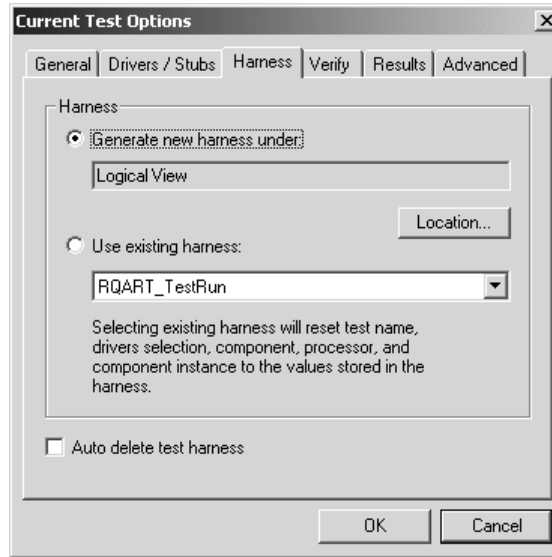 Current Test Options
General
Drivers / Stubs
Harness
Verify
Results
Advanced
Harness
Generate new harness under:
Logical View
Location...
Use existing harness:
RQART_TestRun
Selecting existing harness will reset test name,
drivers selection, component, processor, and
component instance to the values stored in the
harness.
Auto delete test harness
OK
Cancel